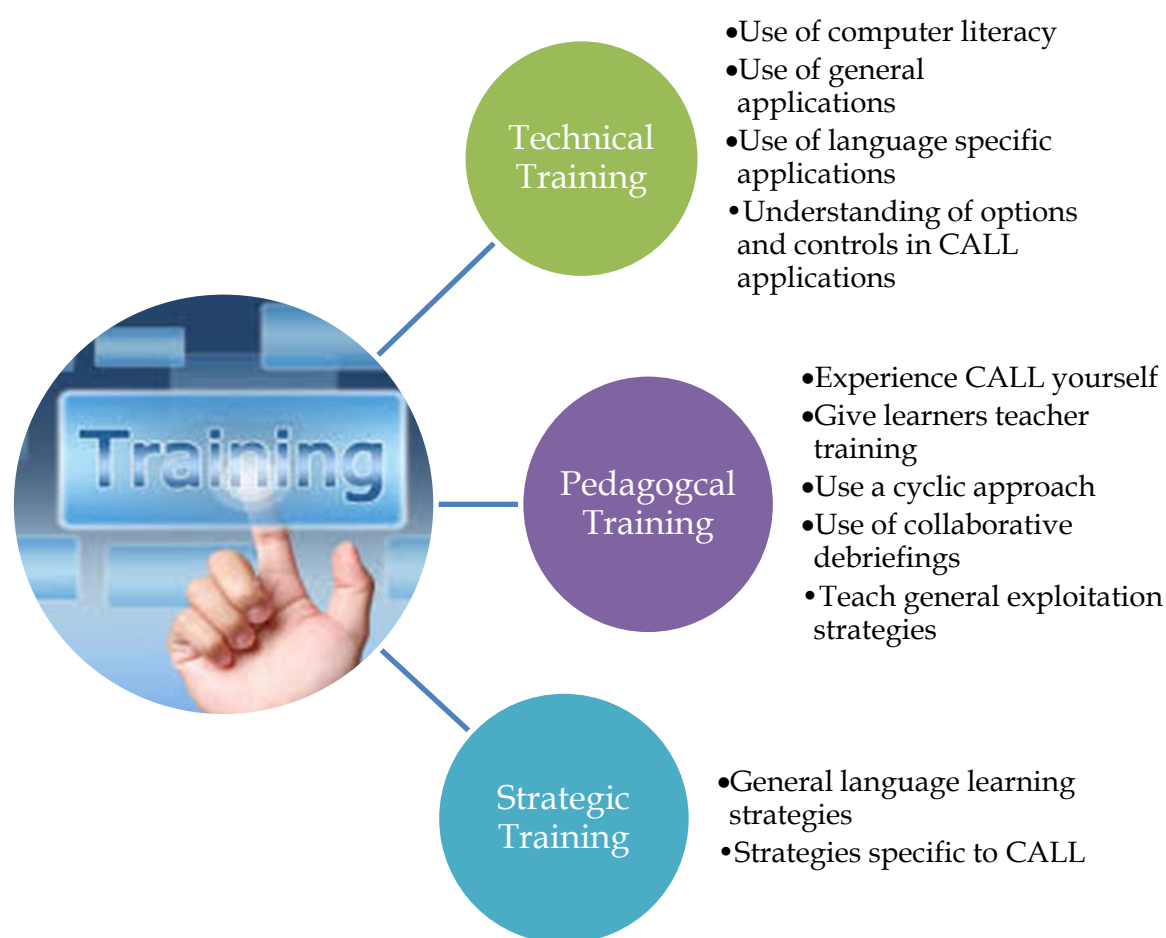 •Use of computer literacy
•Use of general
applications
•Use of language specific
applications
•Understanding of options
and controls in CALL
applications
Technical
Training
Training
•Experience CALL yourself
•Give learners teacher
training
•Use a cyclic approach
•Use of collaborative
debriefings
•Teach general exploitation
strategies
Pedagogcal
Training
Strategic
Training
•General language learning
strategies
•Strategies specific to CALL